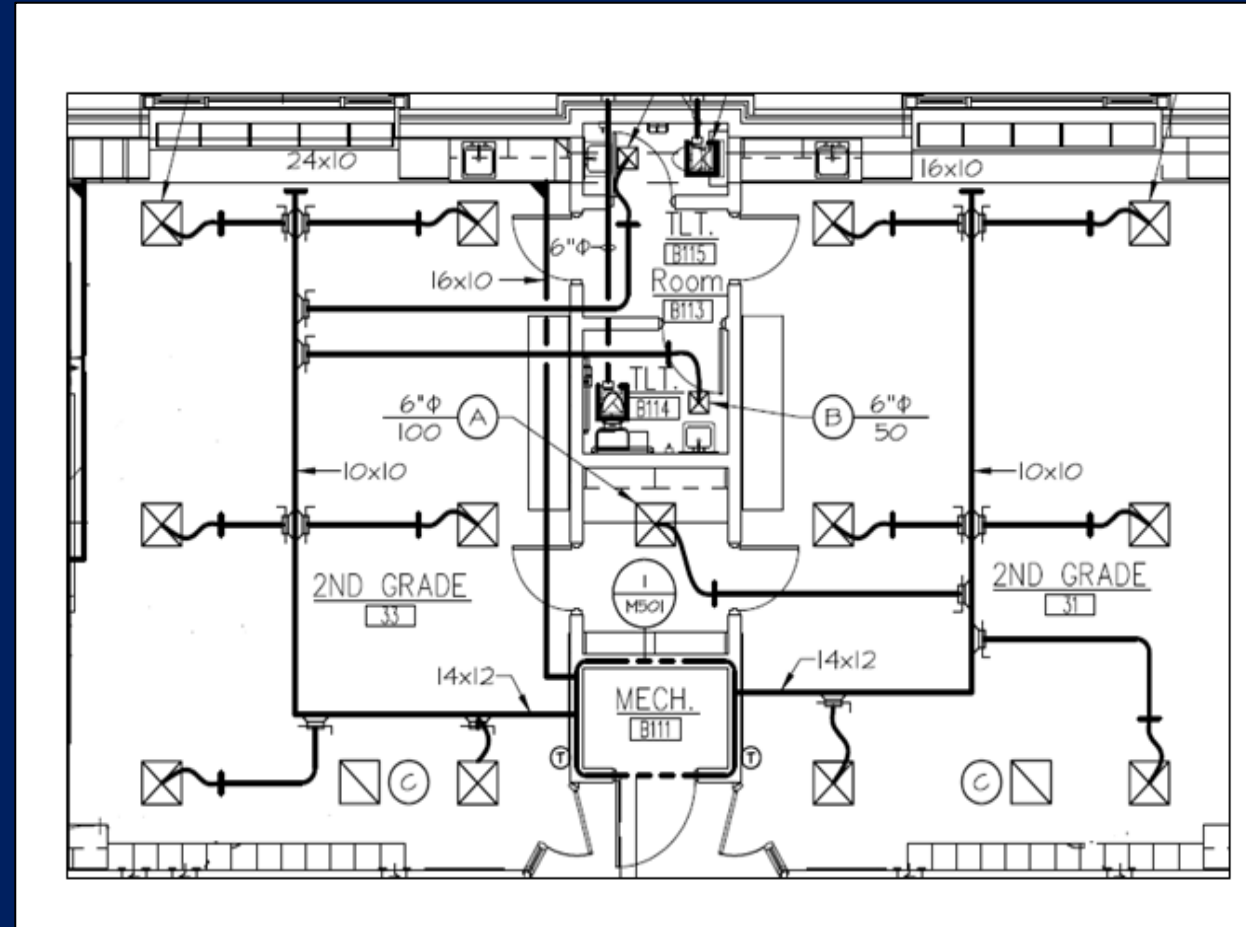 24x10
16x10
TLT.
B115
6"Φ
16x10
Room
B113
TLT.
B114
6"Φ
100
A
B
6"Φ
50
10x10
10x10
2ND GRADE
33
1
M501
2ND GRADE
31
14x12
14x12
MECH.
B111
T
T
C
C